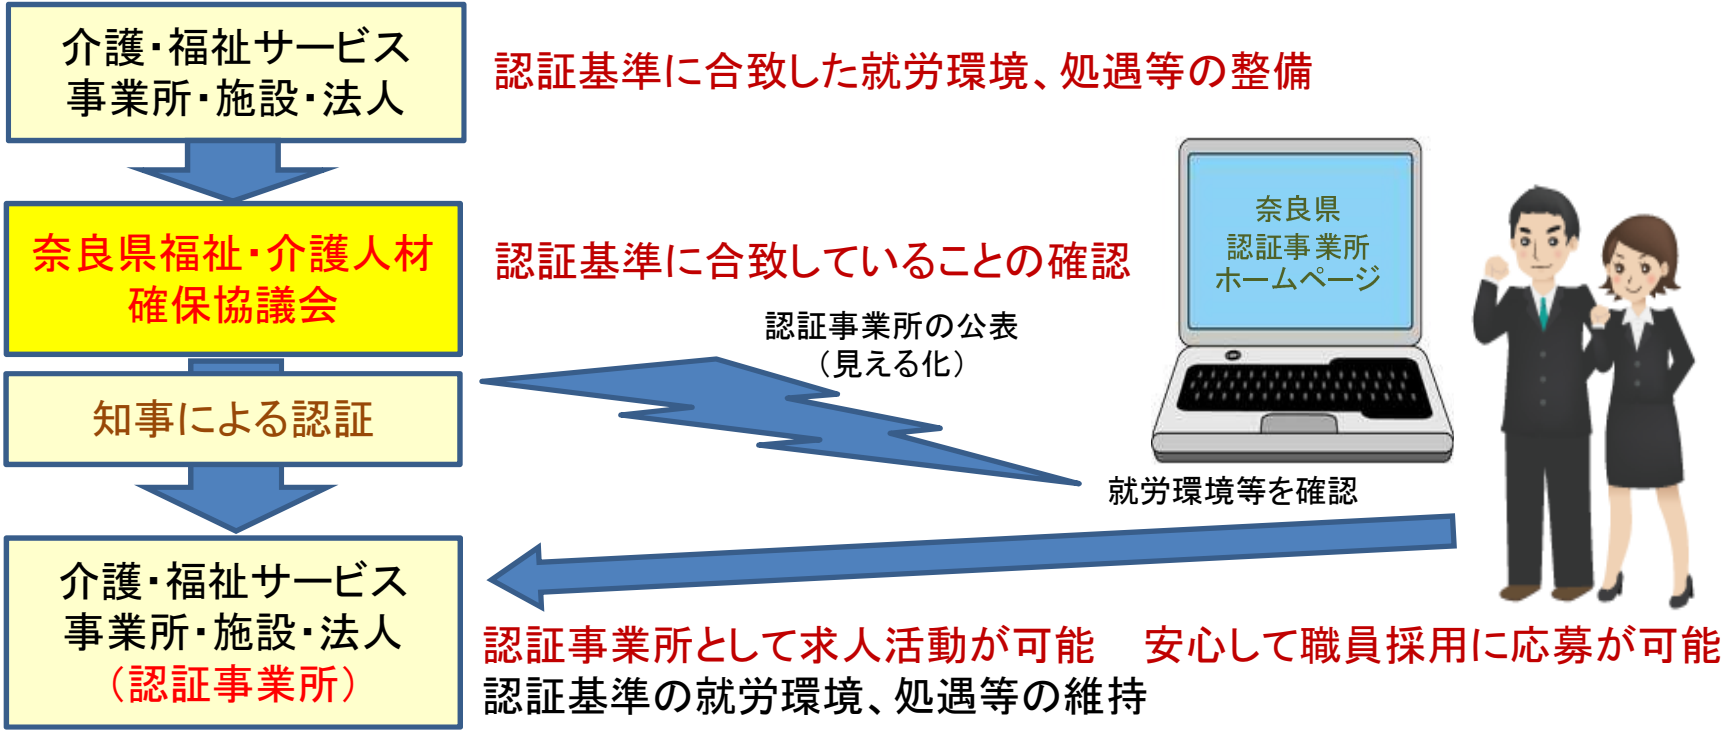 介護・福祉サービス
事業所・施設・法人
認証基準に合致した就労環境、処遇等の整備
奈良県福祉・介護人材
確保協議会
認証基準に合致していることの確認
認証事業所の公表
（見える化）
奈良県
認証事業所
ホームページ
知事による認証
就労環境等を確認
介護・福祉サービス
事業所・施設・法人
（認証事業所）
認証事業所として求人活動が可能　安心して職員採用に応募が可能
認証基準の就労環境、処遇等の維持